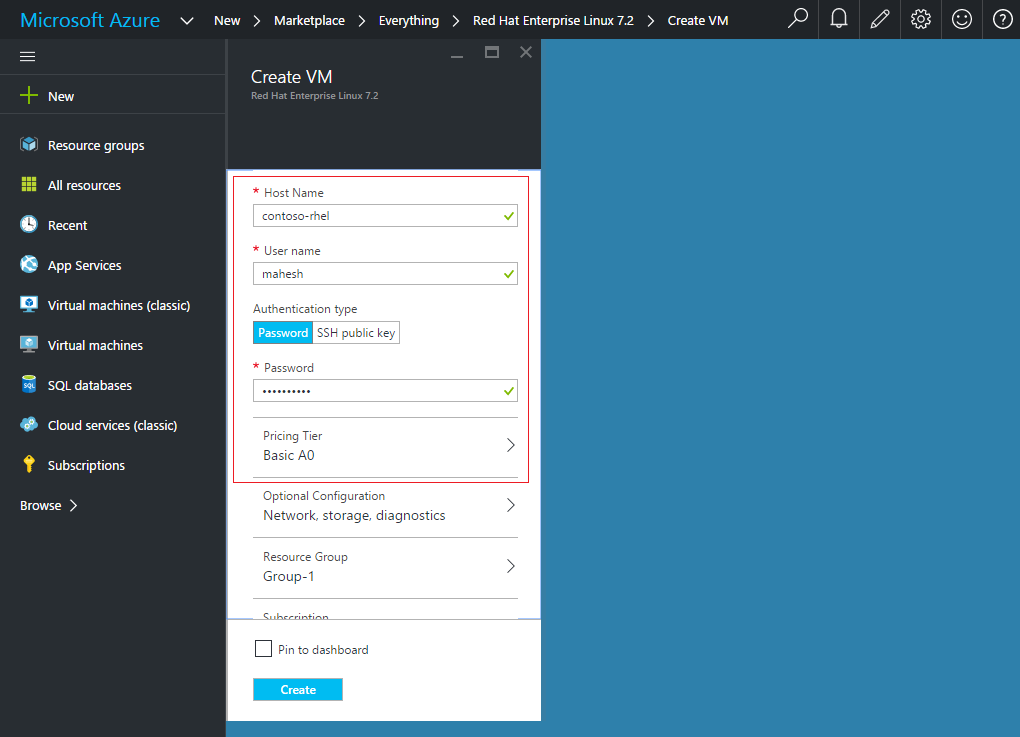 Microsoft Azure New Marketplace Everything Red Hat Enterprise Linux 7.2 Create VM
New
Resource groups
All resources
Recent
App Services
Virtual machines (classic)
Virtual machines
SQL databases
Cloud services (classic)
Subscriptions
Browse
Create VM
Red Hat Enterprise Linux 7.2
* Host Name
contoso-rhel
* User name
mahesh
Authentication type
Password SSH public key
* Password
••••••••••
Pricing Tier
Basic A0
Optional Configuration
Network, storage, diagnostics
Resource Group
Group-1
Subscription
Pin to dashboard
Create